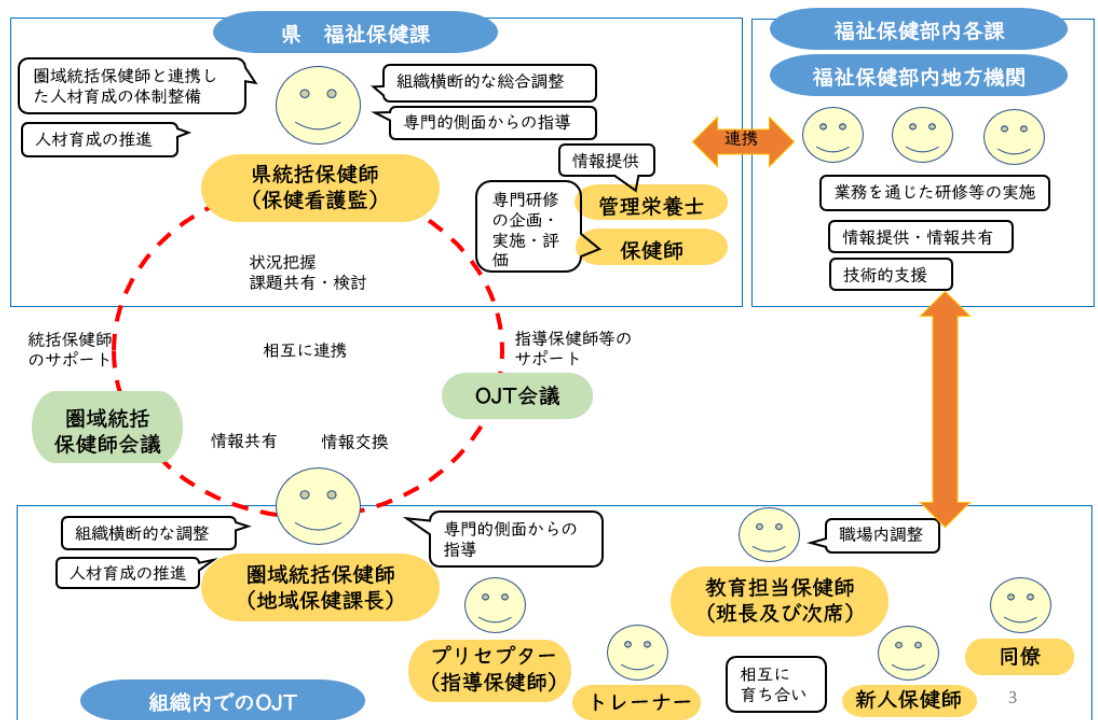 県　福祉保健課
圏域統括保健師と連携し
た人材育成の体制整備
人材育成の推進
組織横断的な総合調整
専門的側面からの指導
県統括保健師
（保健看護監）
情報提供
管理栄養士
専門研修
の企画・
実施・評
価
保健師
連携
福祉保健部内各課
福祉保健部内地方機関
業務を通じた研修等の実施
情報提供・情報共有
技術的支援
状況把握
課題共有・検討
統括保健師
のサポート
相互に連携
指導保健師等の
サポート
圏域統括
保健師会議
OJT会議
情報共有
情報交換
組織横断的な調整
人材育成の推進
専門的側面からの
指導
圏域統括保健師
（地域保健課長）
プリセプター
（指導保健師）
トレーナー
職場内調整
教育担当保健師
（班長及び次席）
相互に
育ち合い
新人保健師
同僚
組織内でのOJT
3